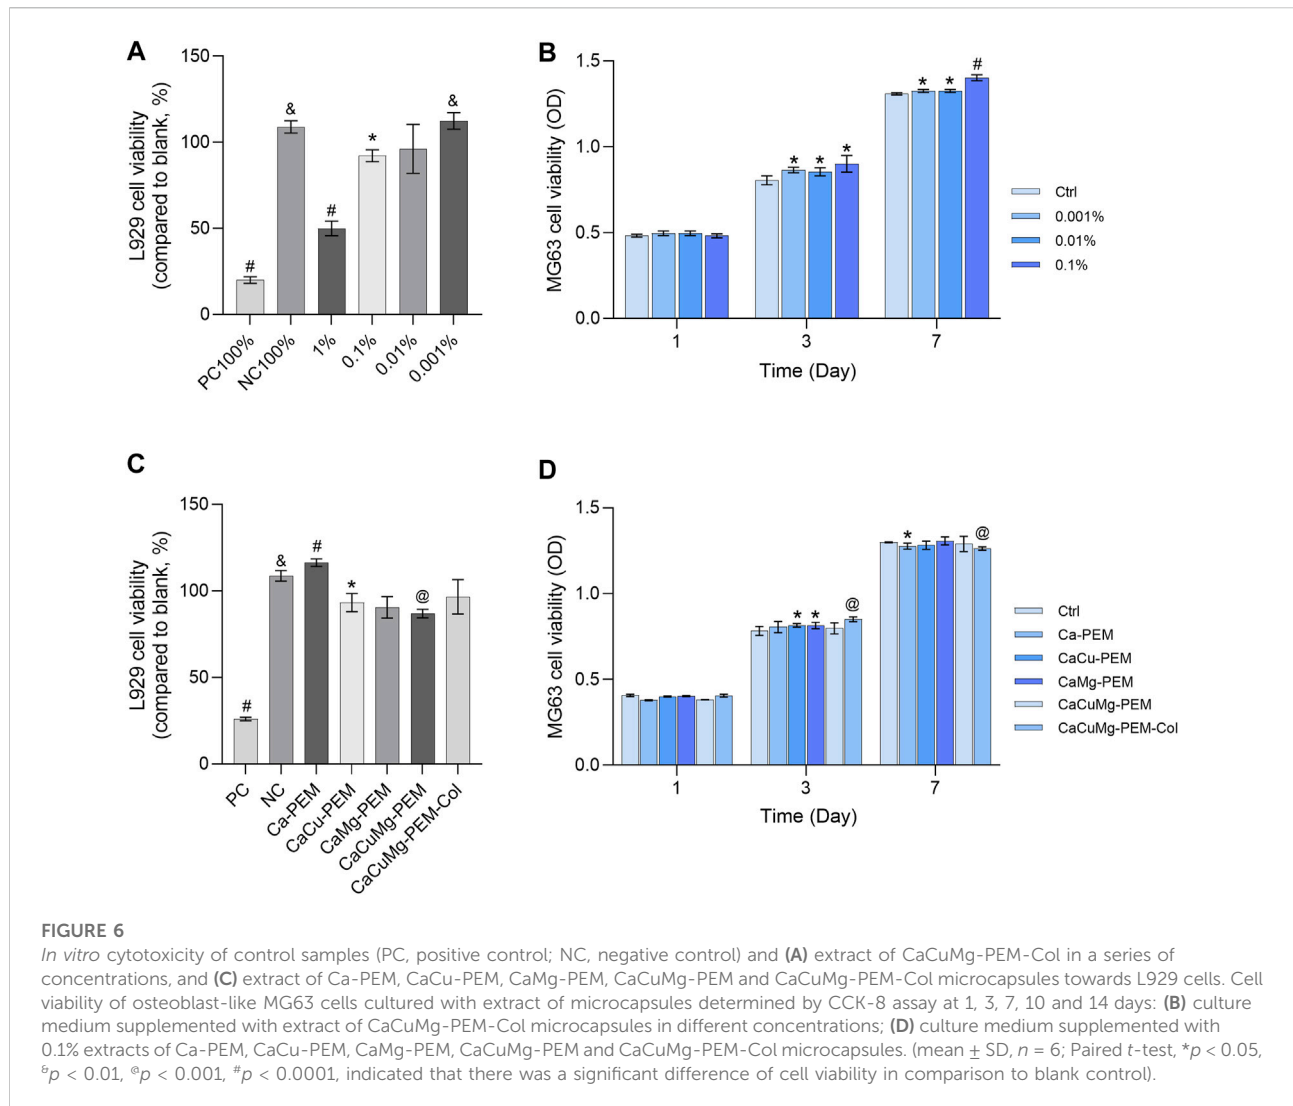 A
L929 cell viability
(compared to blank, %)
150
100
50
0
#
&
#
*
&
PC100%
NC100%
1%
0.1%
0.01%
0.001%
B
MG63 cell viability (OD)
1.5
1.0
0.5
0.0
* * *
* * #
1 3 7
Time (Day)
Ctrl
0.001%
0.01%
0.1%
C
L929 cell viability
(compared to blank, %)
150
100
50
0
#
&
#
*
@
PC
NC
Ca-PEM
CaCu-PEM
CaMg-PEM
CaCuMg-PEM
CaCuMg-PEM-Col
D
MG63 cell viability (OD)
1.5
1.0
0.5
0.0
* * @
* @
1 3 7
Time (Day)
Ctrl
Ca-PEM
CaCu-PEM
CaMg-PEM
CaCuMg-PEM
CaCuMg-PEM-Col
FIGURE 6
In vitro cytotoxicity of control samples (PC, positive control; NC, negative control) and (A) extract of CaCuMg-PEM-Col in a series of
concentrations, and (C) extract of Ca-PEM, CaCu-PEM, CaMg-PEM, CaCuMg-PEM and CaCuMg-PEM-Col microcapsules towards L929 cells. Cell
viability of osteoblast-like MG63 cells cultured with extract of microcapsules determined by CCK-8 assay at 1, 3, 7, 10 and 14 days: (B) culture
medium supplemented with extract of CaCuMg-PEM-Col microcapsules in different concentrations; (D) culture medium supplemented with
0.1% extracts of Ca-PEM, CaCu-PEM, CaMg-PEM, CaCuMg-PEM and CaCuMg-PEM-Col microcapsules. (mean ± SD, n = 6; Paired t-test, *p < 0.05,
&p < 0.01, @p < 0.001, #p < 0.0001, indicated that there was a significant difference of cell viability in comparison to blank control).